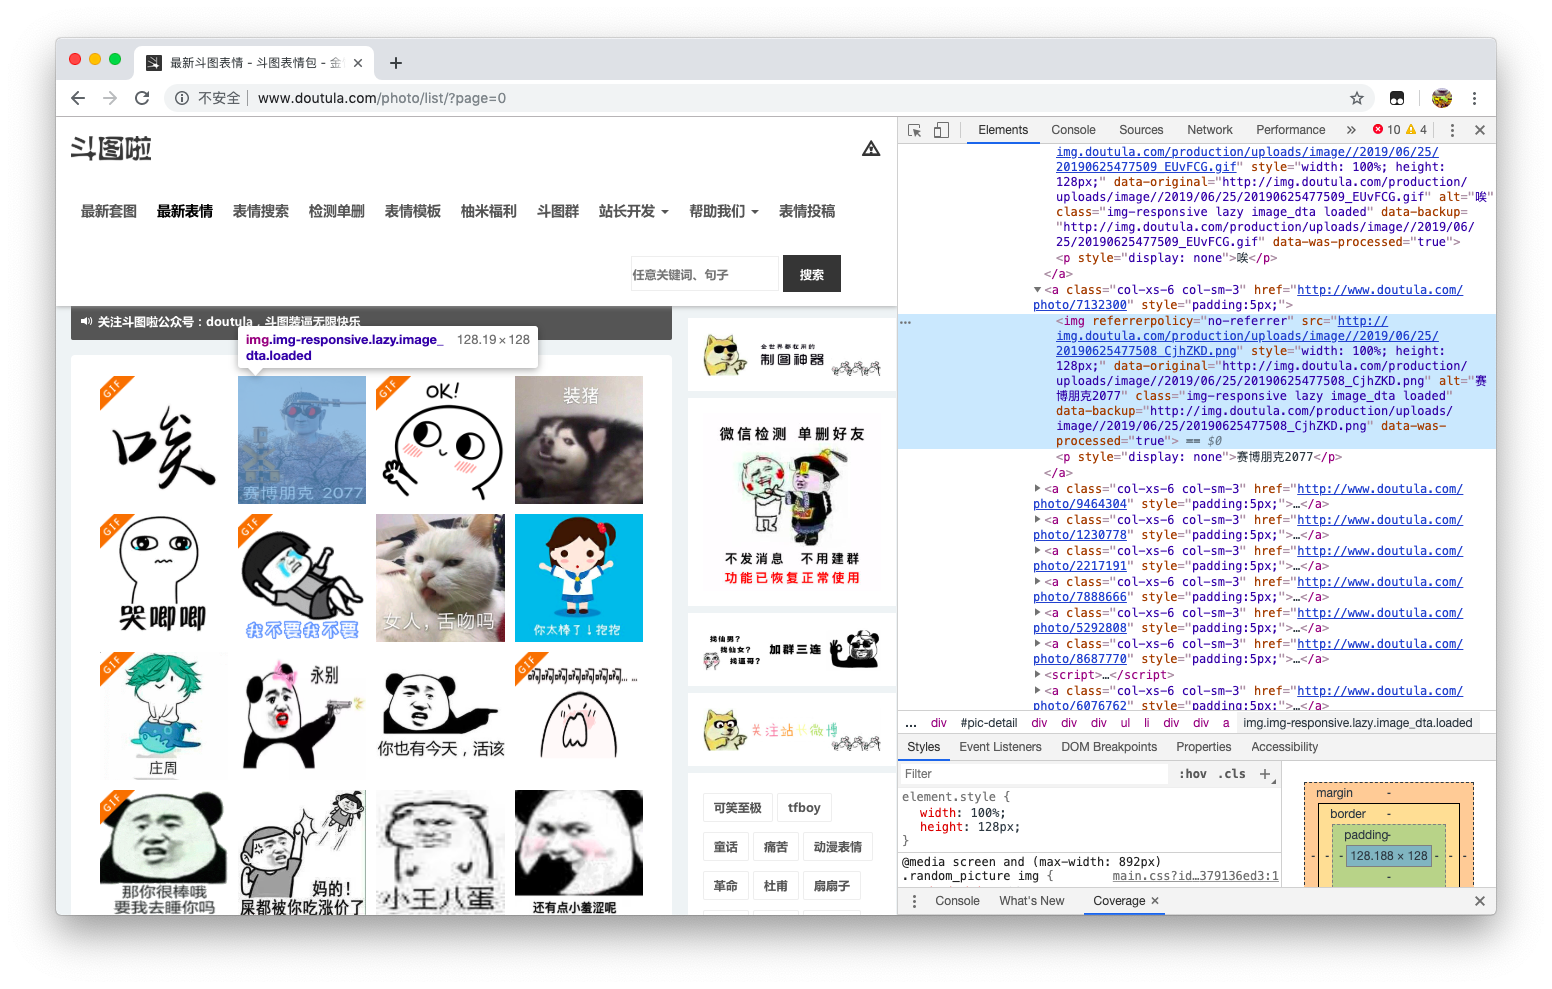 最新斗图表情 - 斗图表情包 - 金
不安全 www.doutula.com/photo/list/?page=0
斗图啦
最新套图 最新表情 表情搜索 检测单删 表情模板 柚米福利 斗图群 站长开发 帮助我们 表情投稿
任意关键词、句子 搜索
关注斗图啦公众号：doutula，斗图装逼无限快乐
img.img-responsive.lazy.image_ 128.19 × 128
dta.loaded
GIF
唉
赛博朋克 2077
GIF
OK!
装猪
GIF
哭唧唧
GIF
我不要我不要
女人，舌吻吗
你太棒了！抱抱
GIF
庄周
永别
你也有今天，活该
GIF
GIF
那你很棒哦
要我去睡你吗
妈的！
屎都被你吃涨价了
小王八蛋
还有点小羞涩呢
全世界都在用的
制图神器
微信检测 单删好友
不发消息 不用建群
功能已恢复正常使用
找仙男？
找仙女？
找逗哥？
加群三连
关注站长微博
可笑至极 tfboy
童话 痛苦 动漫表情
革命 杜甫 扇扇子
Elements Console Sources Network Performance » 10 4
img.doutula.com/production/uploads/image//2019/06/25/
20190625477509_EUvFCG.gif" style="width: 100%; height:
128px;" data-original="http://img.doutula.com/production/
uploads/image//2019/06/25/20190625477509_EUvFCG.gif" alt="唉"
class="img-responsive lazy image_dta loaded" data-backup=
"http://img.doutula.com/production/uploads/image//2019/06/
25/20190625477509_EUvFCG.gif" data-was-processed="true">
<p style="display: none">唉</p>
</a>
<a class="col-xs-6 col-sm-3" href="http://www.doutula.com/
photo/7132300" style="padding:5px;">
<img referrerpolicy="no-referrer" src="http://
img.doutula.com/production/uploads/image//2019/06/25/
20190625477508_CjhZKD.png" style="width: 100%; height:
128px;" data-original="http://img.doutula.com/production/
uploads/image//2019/06/25/20190625477508_CjhZKD.png" alt="赛
博朋克2077" class="img-responsive lazy image_dta loaded"
data-backup="http://img.doutula.com/production/uploads/
image//2019/06/25/20190625477508_CjhZKD.png" data-was-
processed="true"> == $0
<p style="display: none">赛博朋克2077</p>
</a>
<a class="col-xs-6 col-sm-3" href="http://www.doutula.com/
photo/9464304" style="padding:5px;">…</a>
<a class="col-xs-6 col-sm-3" href="http://www.doutula.com/
photo/1230778" style="padding:5px;">…</a>
<a class="col-xs-6 col-sm-3" href="http://www.doutula.com/
photo/2217191" style="padding:5px;">…</a>
<a class="col-xs-6 col-sm-3" href="http://www.doutula.com/
photo/7888666" style="padding:5px;">…</a>
<a class="col-xs-6 col-sm-3" href="http://www.doutula.com/
photo/5292808" style="padding:5px;">…</a>
<a class="col-xs-6 col-sm-3" href="http://www.doutula.com/
photo/8687770" style="padding:5px;">…</a>
<script>…</script>
<a class="col-xs-6 col-sm-3" href="http://www.doutula.com/
photo/6076762" style="padding:5px;">…</a>
... div #pic-detail div div div ul li div div a img.img-responsive.lazy.image_dta.loaded
Styles Event Listeners DOM Breakpoints Properties Accessibility
Filter :hov .cls +
element.style {
width: 100%;
height: 128px;
}
@media screen and (max-width: 892px)
.random_picture img { main.css?id…379136ed3:1
margin -
border -
padding -
- - - 128.188 × 128 - - -
-
Console What's New Coverage